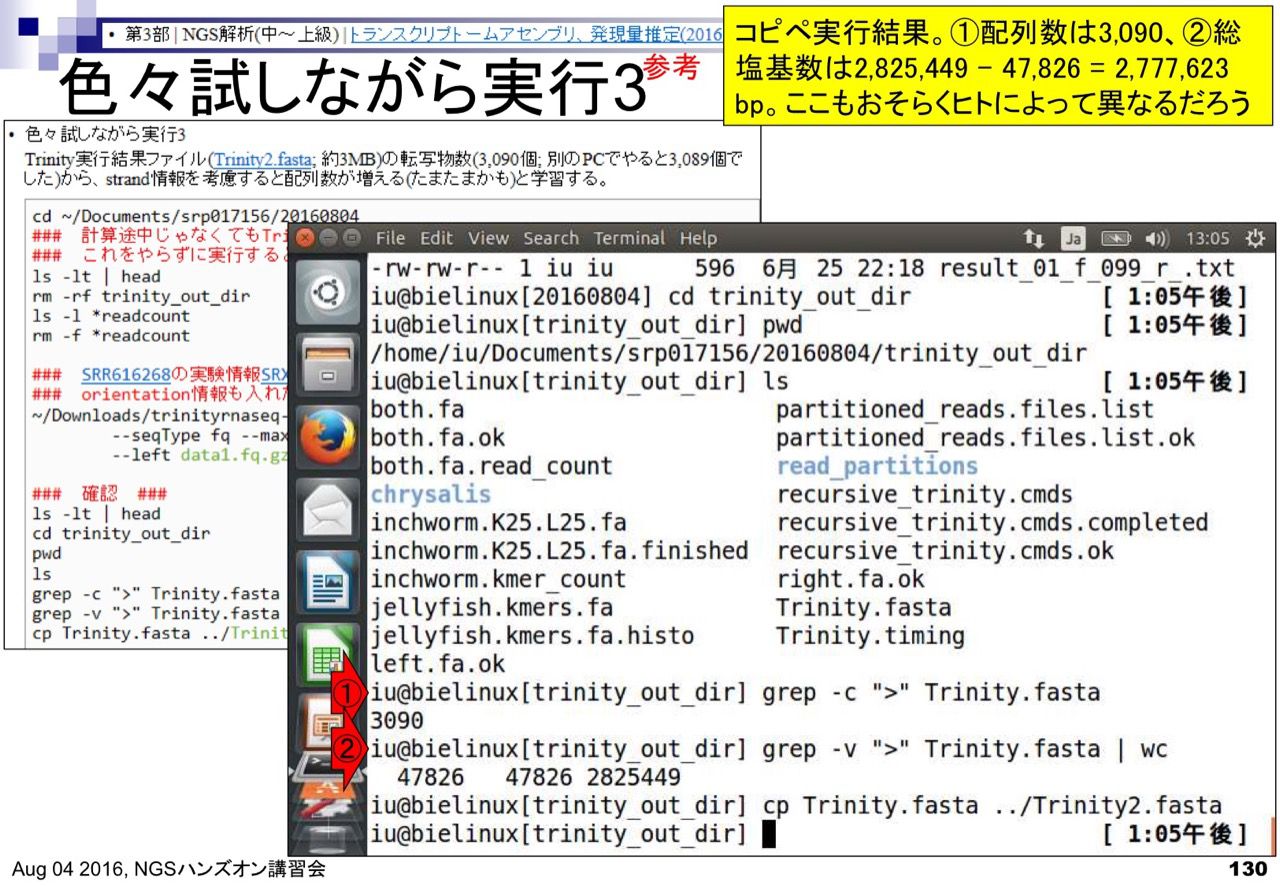 ・ 第3部 | NGS解析(中～上級) | トランスクリプトームアセンブリ、発現量推定(2016
色々試しながら実行3参考
コピペ実行結果。①配列数は3,090、②総
塩基数は2,825,449 − 47,826 = 2,777,623
bp。ここもおそらくヒトによって異なるだろう
• 色々試しながら実行3
Trinity実行結果ファイル(Trinity2.fasta; 約3MB)の転写物数(3,090個; 別のPCでやると3,089個で
した)から、strand情報を考慮すると配列数が増える(たまたまかも)と学習する。
cd ~/Documents/srp017156/20160804
### 計算途中じゃなくてもTri
### これをやらずに実行すると
ls -lt | head
rm -rf trinity_out_dir
ls -l *readcount
rm -f *readcount
### SRR616268の実験情報SRX
### orientation情報も入れた
~/Downloads/trinityrnaseq-
--seqType fq --max
--left data1.fq.gz
### 確認 ###
ls -lt | head
cd trinity_out_dir
pwd
ls
grep -c ">" Trinity.fasta
grep -v ">" Trinity.fasta
cp Trinity.fasta ../Trinit
File Edit View Search Terminal Help Ja 13:05
-rw-rw-r-- 1 iu iu 596 6月 25 22:18 result_01_f_099_r_.txt
iu@bielinux[20160804] cd trinity_out_dir [ 1:05午後]
iu@bielinux[trinity_out_dir] pwd [ 1:05午後]
/home/iu/Documents/srp017156/20160804/trinity_out_dir
iu@bielinux[trinity_out_dir] ls [ 1:05午後]
both.fa partitioned_reads.files.list
both.fa.ok partitioned_reads.files.list.ok
both.fa.read_count read_partitions
chrysalis recursive_trinity.cmds
inchworm.K25.L25.fa recursive_trinity.cmds.completed
inchworm.K25.L25.fa.finished recursive_trinity.cmds.ok
inchworm.kmer_count right.fa.ok
jellyfish.kmers.fa Trinity.fasta
jellyfish.kmers.fa.histo Trinity.timing
left.fa.ok
① iu@bielinux[trinity_out_dir] grep -c ">" Trinity.fasta
3090
② iu@bielinux[trinity_out_dir] grep -v ">" Trinity.fasta | wc
47826 47826 2825449
iu@bielinux[trinity_out_dir] cp Trinity.fasta ../Trinity2.fasta
iu@bielinux[trinity_out_dir] [ 1:05午後]
Aug 04 2016, NGSハンズオン講習会
130